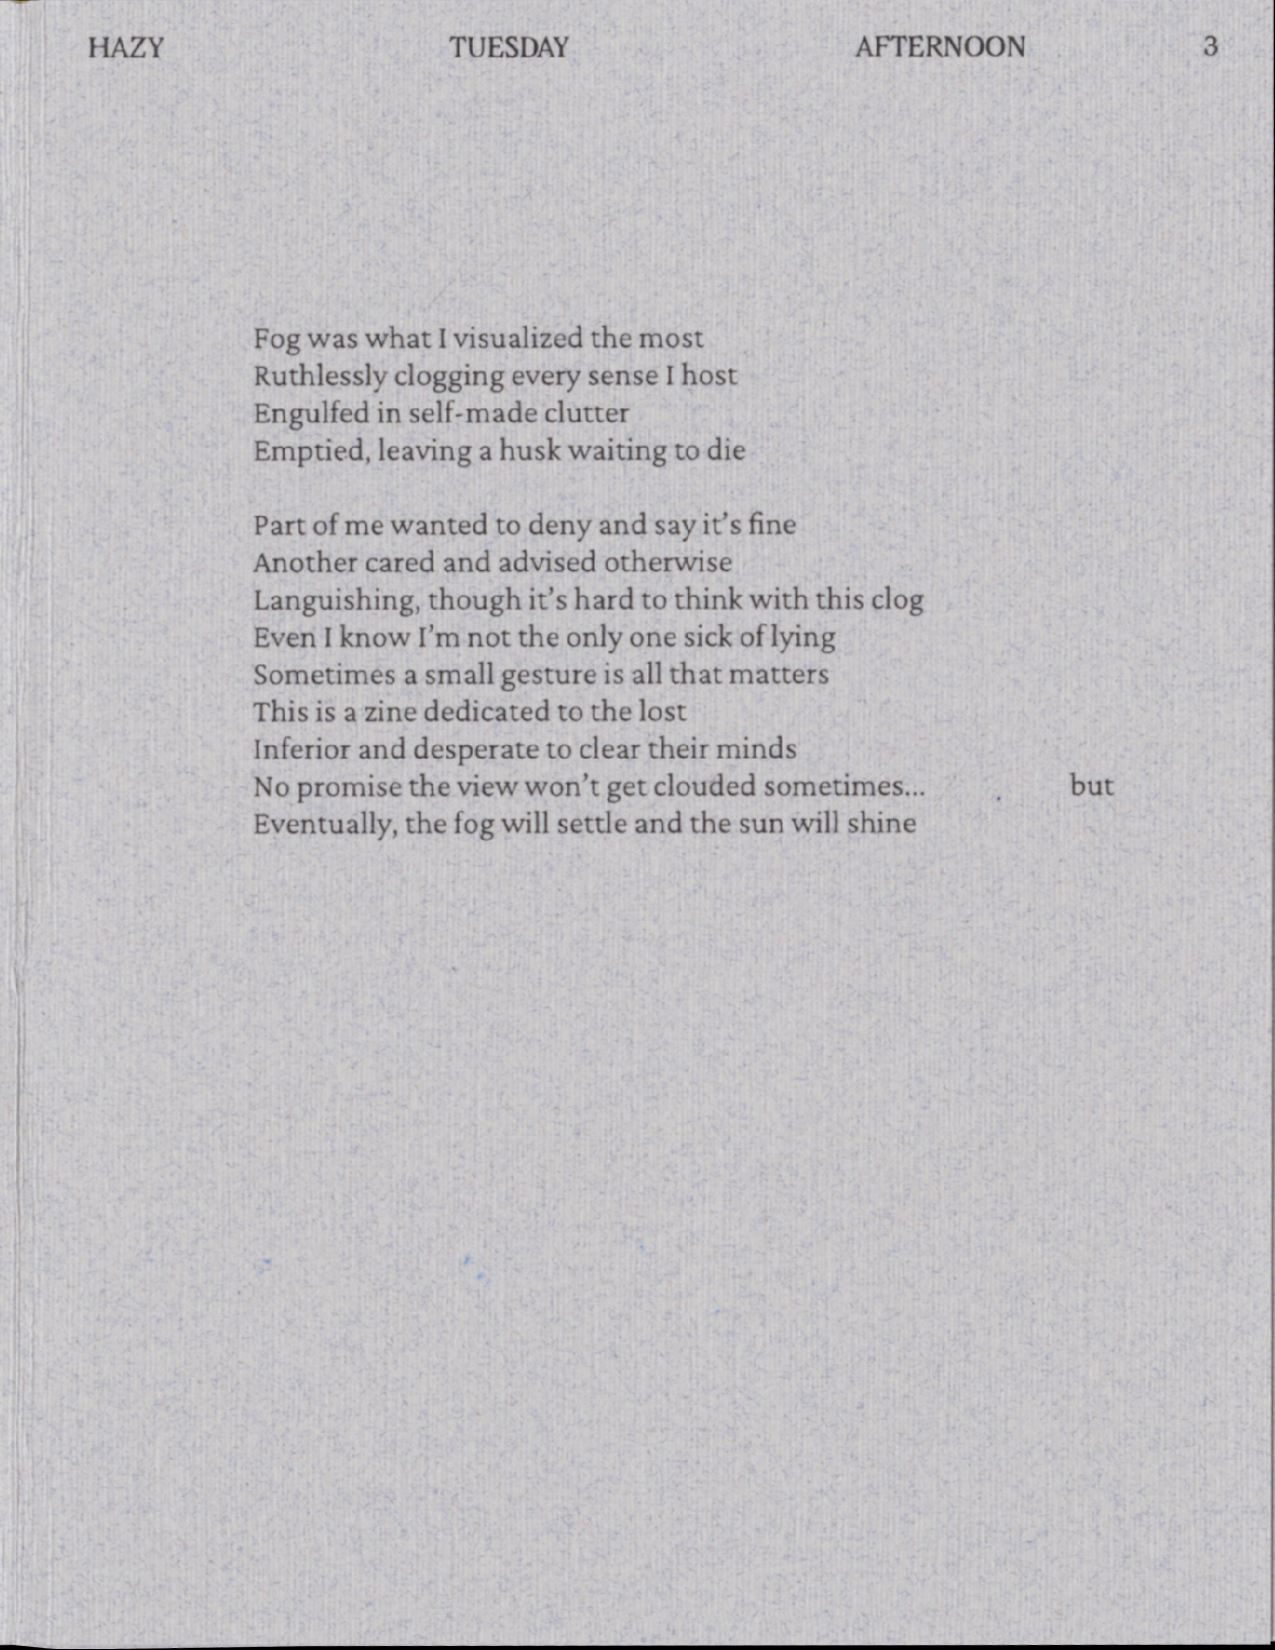 HAZY TUESDAY AFTERNOON 3
Fog was what I visualized the most
Ruthlessly clogging every sense I host
Engulfed in self-made clutter
Emptied, leaving a husk waiting to die

Part of me wanted to deny and say it’s fine
Another cared and advised otherwise
Languishing, though it’s hard to think with this clog
Even I know I’m not the only one sick of lying
Sometimes a small gesture is all that matters
This is a zine dedicated to the lost
Inferior and desperate to clear their minds
No promise the view won’t get clouded sometimes... but
Eventually, the fog will settle and the sun will shine